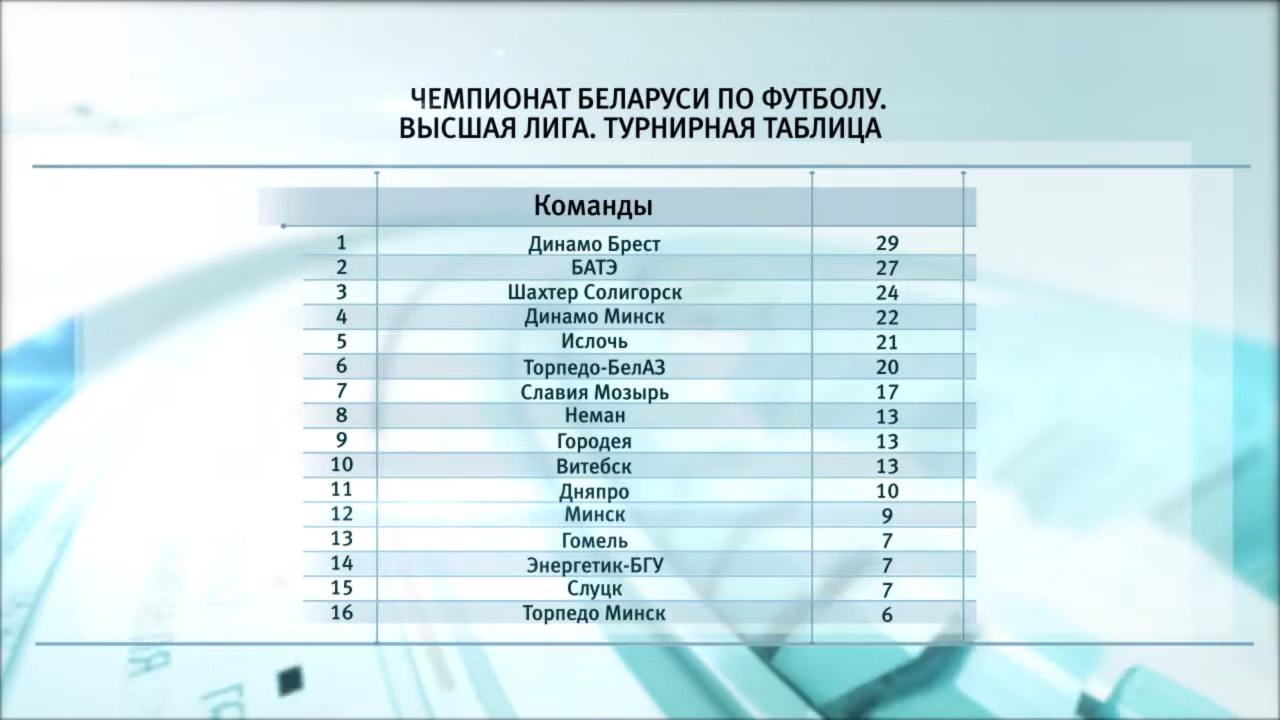 ЧЕМПИОНАТ БЕЛАРУСИ ПО ФУТБОЛУ.
ВЫСШАЯ ЛИГА. ТУРНИРНАЯ ТАБЛИЦА
Команды
1 Динамо Брест 29
2 БАТЭ 27
3 Шахтер Солигорск 24
4 Динамо Минск 22
5 Ислочь 21
6 Торпедо-БелАЗ 20
7 Славия Мозырь 17
8 Неман 13
9 Городея 13
10 Витебск 13
11 Дняпро 10
12 Минск 9
13 Гомель 7
14 Энергетик-БГУ 7
15 Слуцк 7
16 Торпедо Минск 6